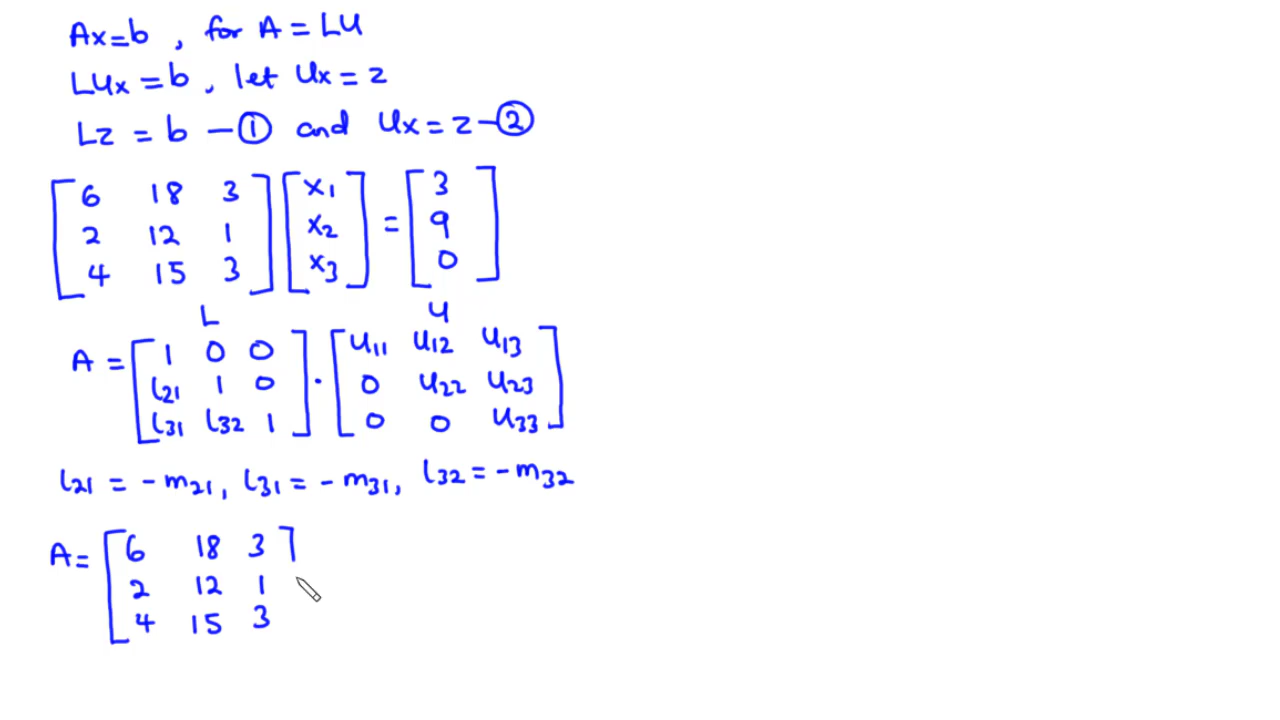 Ax=b , for A = LU
LUx = b , let Ux = z
Lz = b – ① and Ux = z – ②
[6 18 3] [x1] = [3]
[2 12 1] [x2] [9]
[4 15 3] [x3] [0]
L U
A = [1 0 0] · [u11 u12 u13]
[l21 1 0] [0 u22 u23]
[l31 l32 1] [0 0 u33]
l21 = -m21, l31 = -m31, l32 = -m32
A = [6 18 3]
[2 12 1
[4 15 3